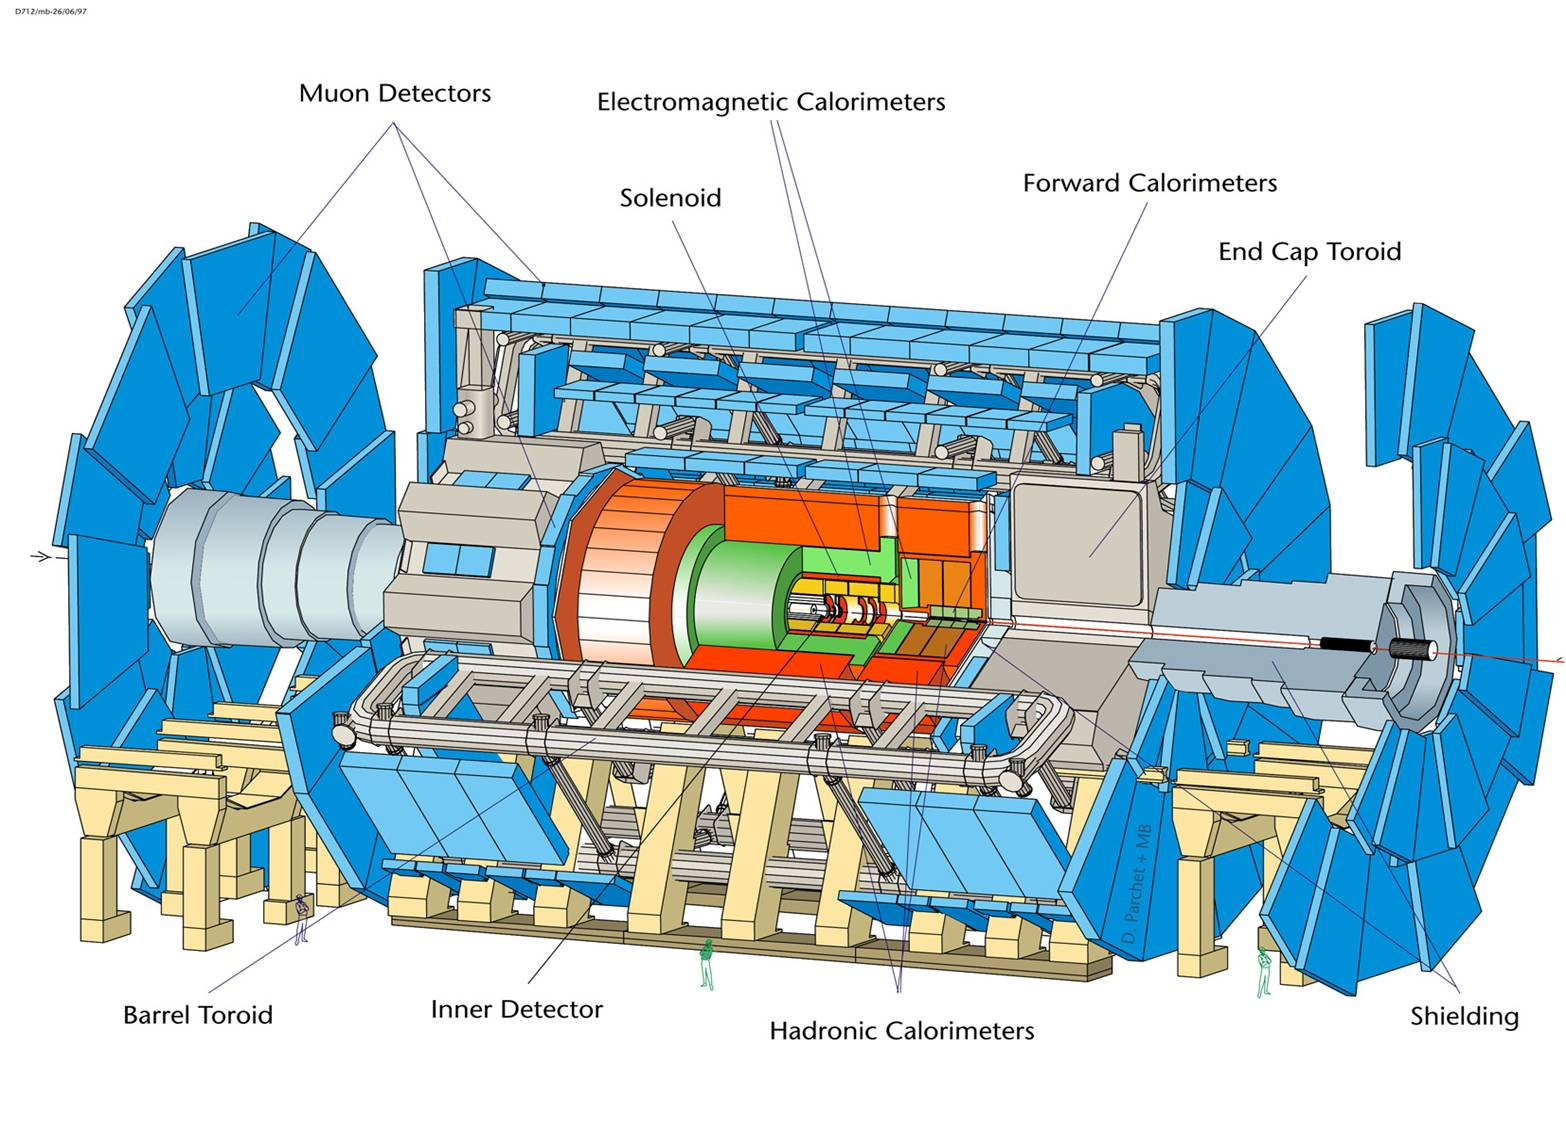 D712/mb-26/06/97
Muon Detectors
Electromagnetic Calorimeters
Solenoid
Forward Calorimeters
End Cap Toroid
D. Parchet + MB
Barrel Toroid
Inner Detector
Hadronic Calorimeters
Shielding